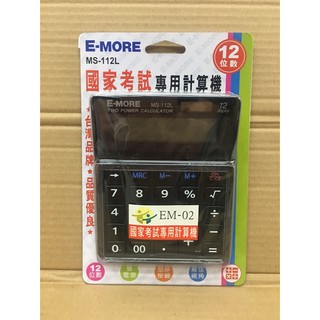 E-MORE
MS-112L
12
位數
國家考試專用計算機
E-MORE
MS-112L
TWO POWER CALCULATOR
12
台灣品牌
品質優良
→ MRC M− M+
7 8 9 % √
4
1
0 00 · =
EM-02
國家考試專用計算機
12
位數